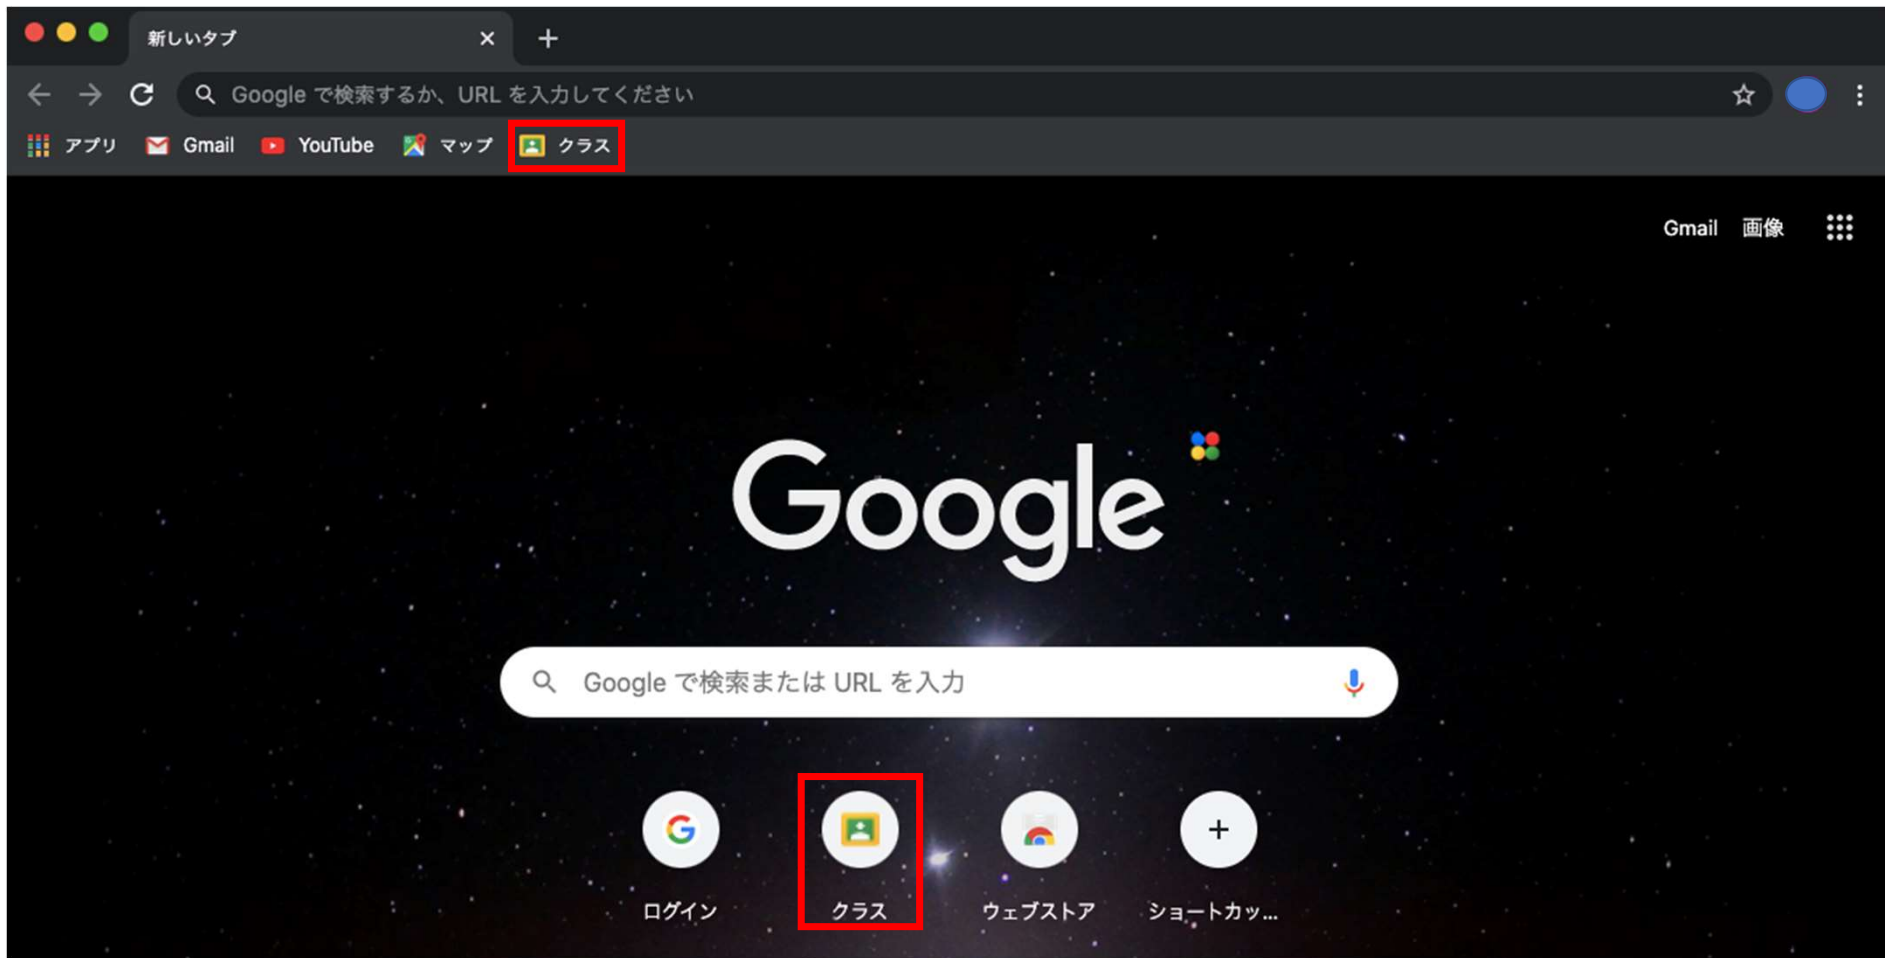 新しいタブ
Google で検索するか、URL を入力してください
アプリ Gmail YouTube マップ クラス
Gmail 画像
Google
Google で検索または URL を入力
ログイン クラス ウェブストア ショートカッ...